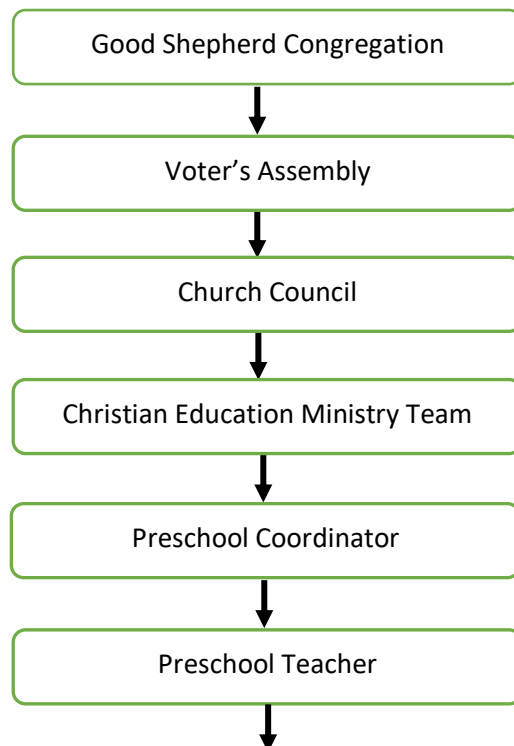 Good Shepherd Congregation
Voter’s Assembly
Church Council
Christian Education Ministry Team
Preschool Coordinator
Preschool Teacher